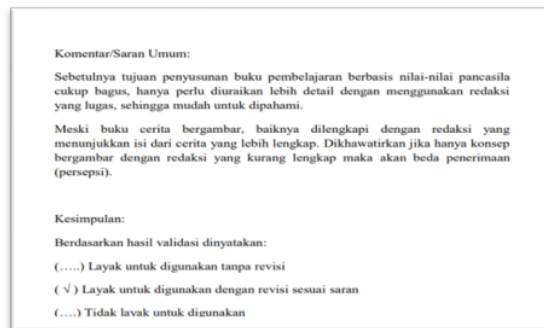 Komentar/Saran Umum:
Sebetulnya tujuan penyusunan buku pembelajaran berbasis nilai-nilai pancasila
cukup bagus, hanya perlu diuraikan lebih detail dengan menggunakan redaksi
yang lugas, sehingga mudah untuk dipahami.
Meski buku cerita bergambar, baiknya dilengkapi dengan redaksi yang
menunjukkan isi dari cerita yang lebih lengkap. Dikhawatirkan jika hanya konsep
bergambar dengan redaksi yang kurang lengkap maka akan beda penerimaan
(persepsi).
Kesimpulan:
Berdasarkan hasil validasi dinyatakan:
(…..) Layak untuk digunakan tanpa revisi
( √ ) Layak untuk digunakan dengan revisi sesuai saran
(….) Tidak layak untuk digunakan